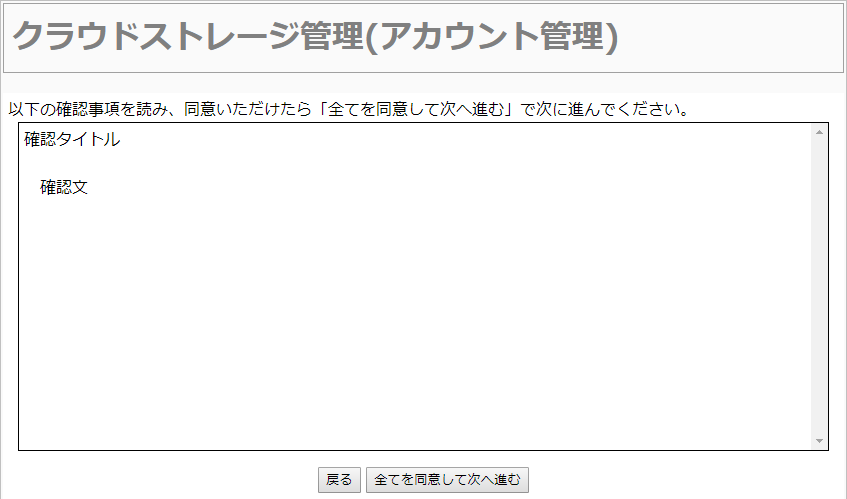 クラウドストレージ管理(アカウント管理)
以下の確認事項を読み、同意いただけたら「全てを同意して次へ進む」で次に進んでください。
確認タイトル
確認文
戻る 全てを同意して次へ進む